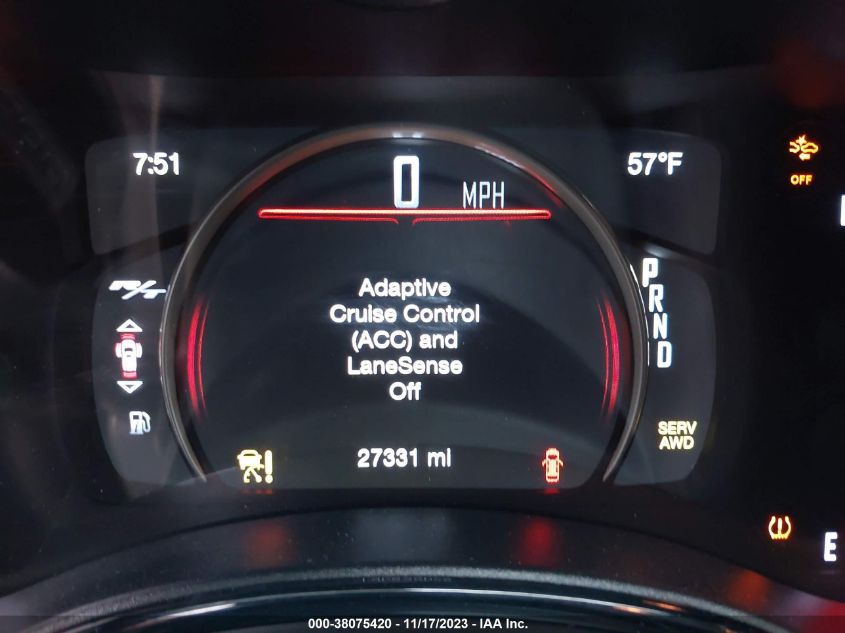 7:51
0 MPH
57°F
OFF
R/T
P
R
N
D
Adaptive
Cruise Control
(ACC) and
LaneSense
Off
SERV
AWD
27331 mi
E
000-38075420 - 11/17/2023 - IAA Inc.